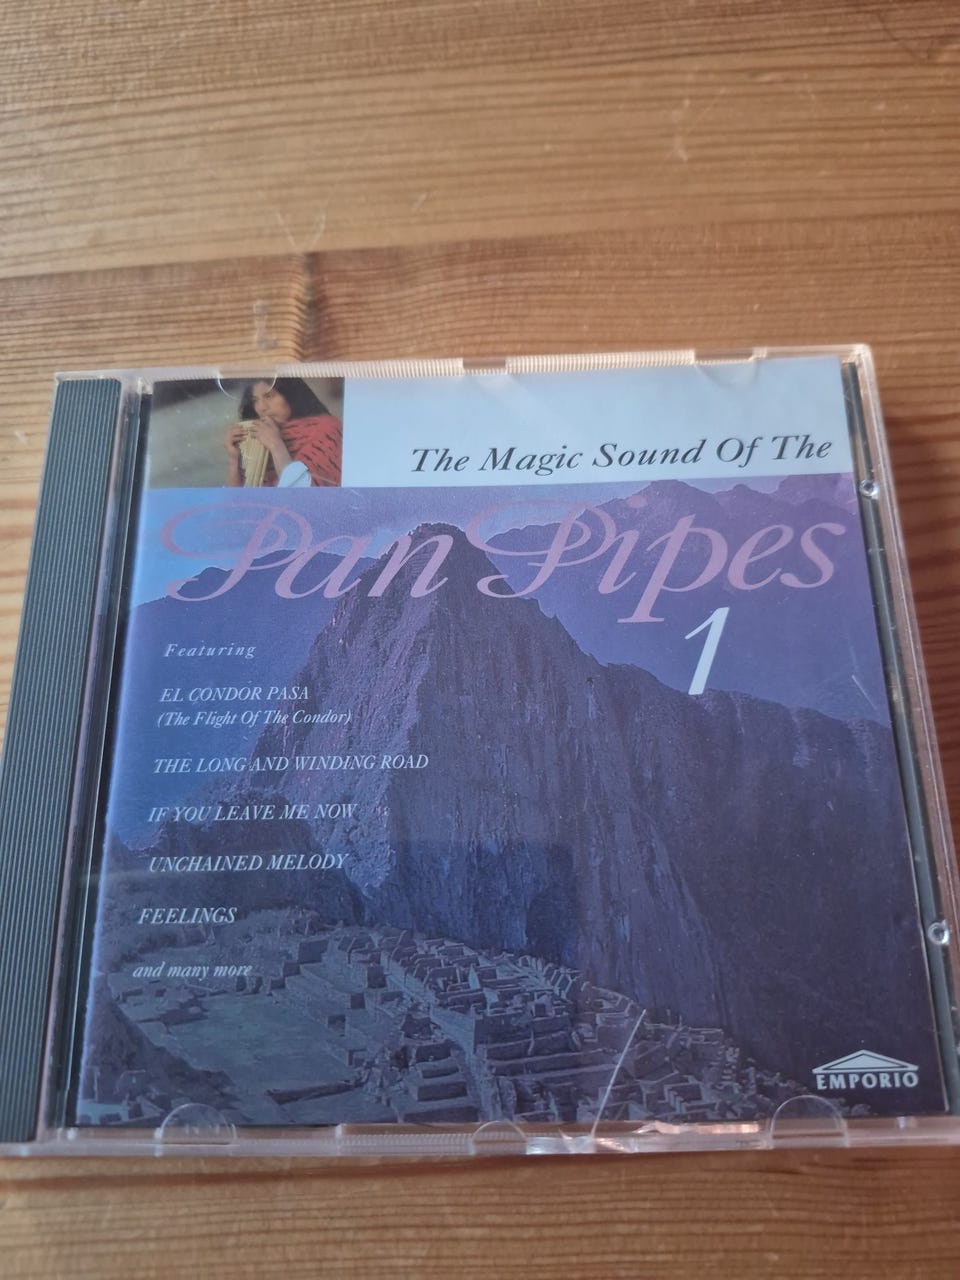 The Magic Sound Of The
Pan Pipes
1
Featuring
EL CONDOR PASA
(The Flight Of The Condor)
THE LONG AND WINDING ROAD
IF YOU LEAVE ME NOW
UNCHAINED MELODY
FEELINGS
and many more
EMPORIO